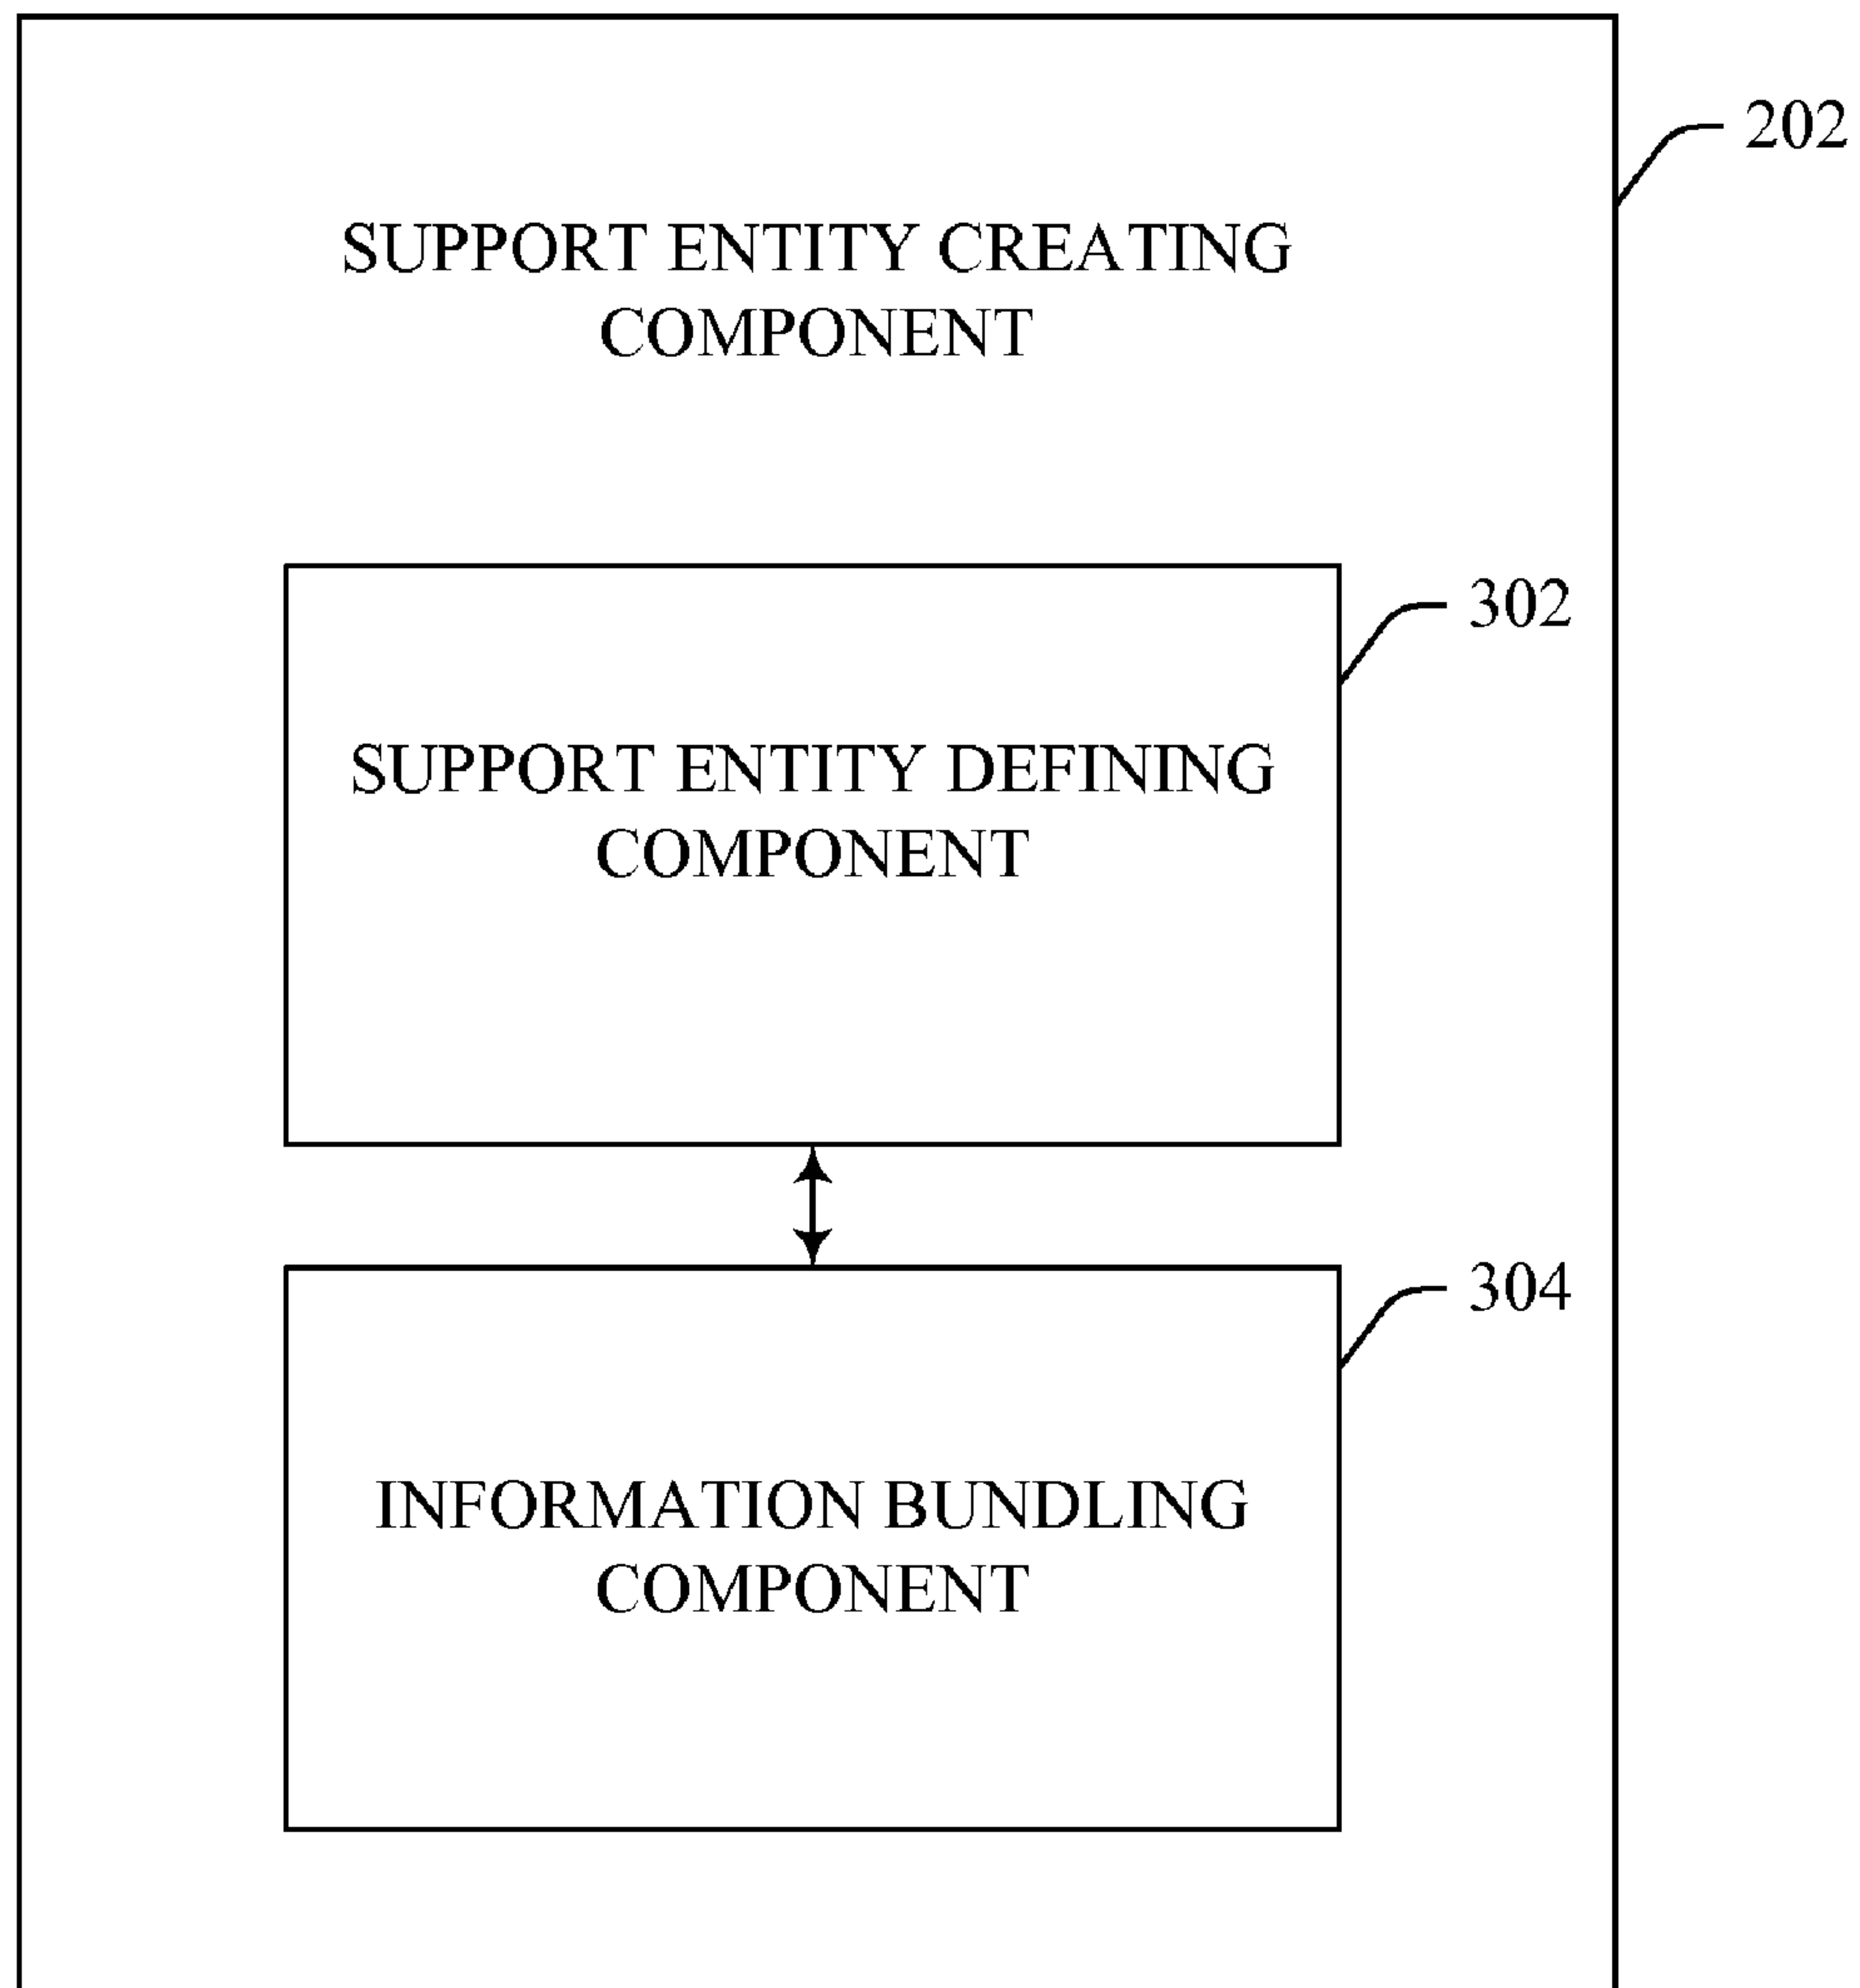 202
SUPPORT ENTITY CREATING
COMPONENT
302
SUPPORT ENTITY DEFINING
COMPONENT
304
INFORMATION BUNDLING
COMPONENT